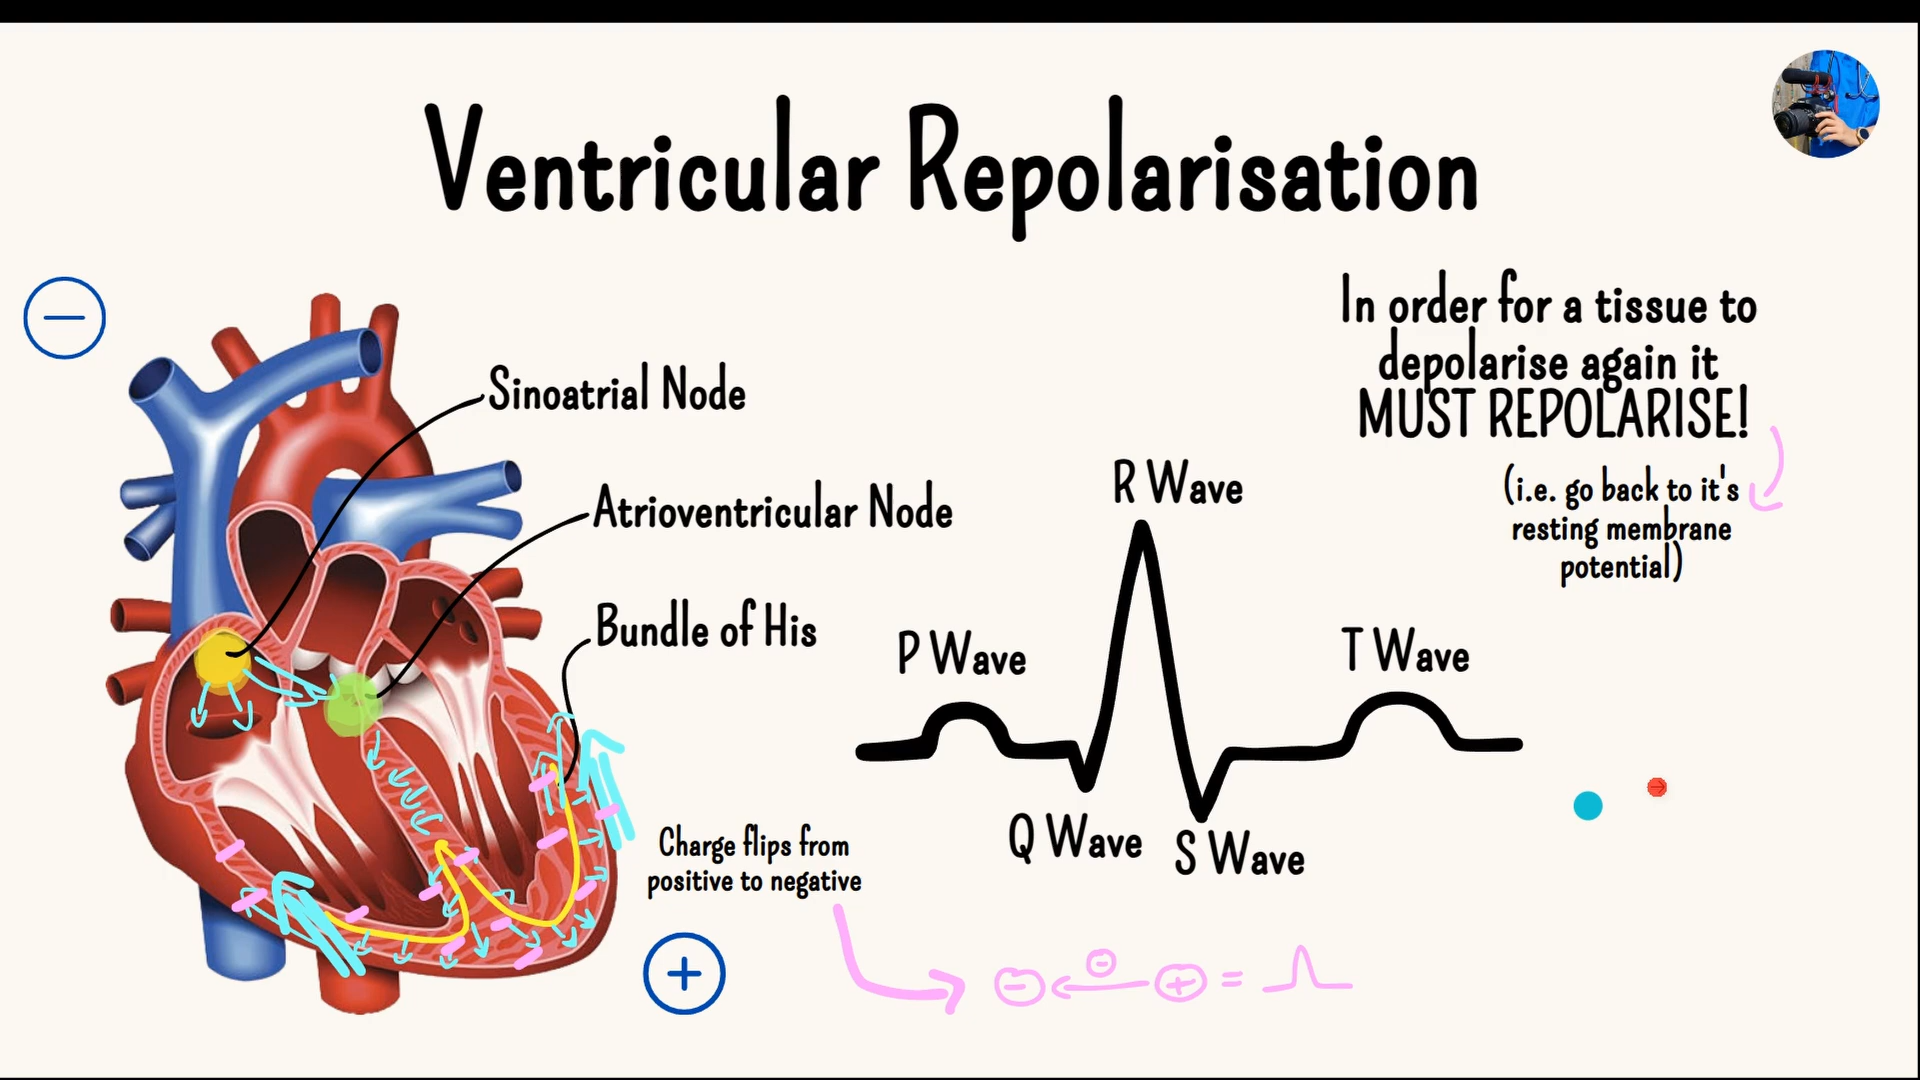 Ventricular Repolarisation
In order for a tissue to
depolarise again it
MUST REPOLARISE!
(i.e. go back to it's
resting membrane
potential)
Sinoatrial Node
Atrioventricular Node
Bundle of His
R Wave
P Wave
T Wave
Q Wave
S Wave
Charge flips from
positive to negative